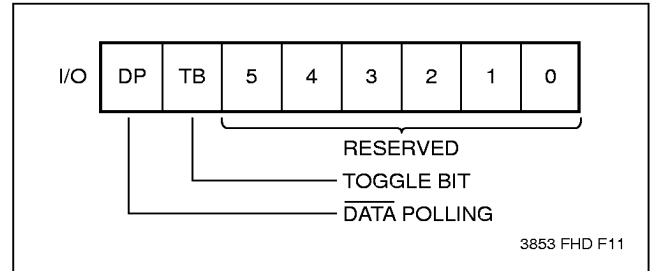 I/O DP TB 5 4 3 2 1 0
RESERVED
TOGGLE BIT
DATA POLLING
3853 FHD F11